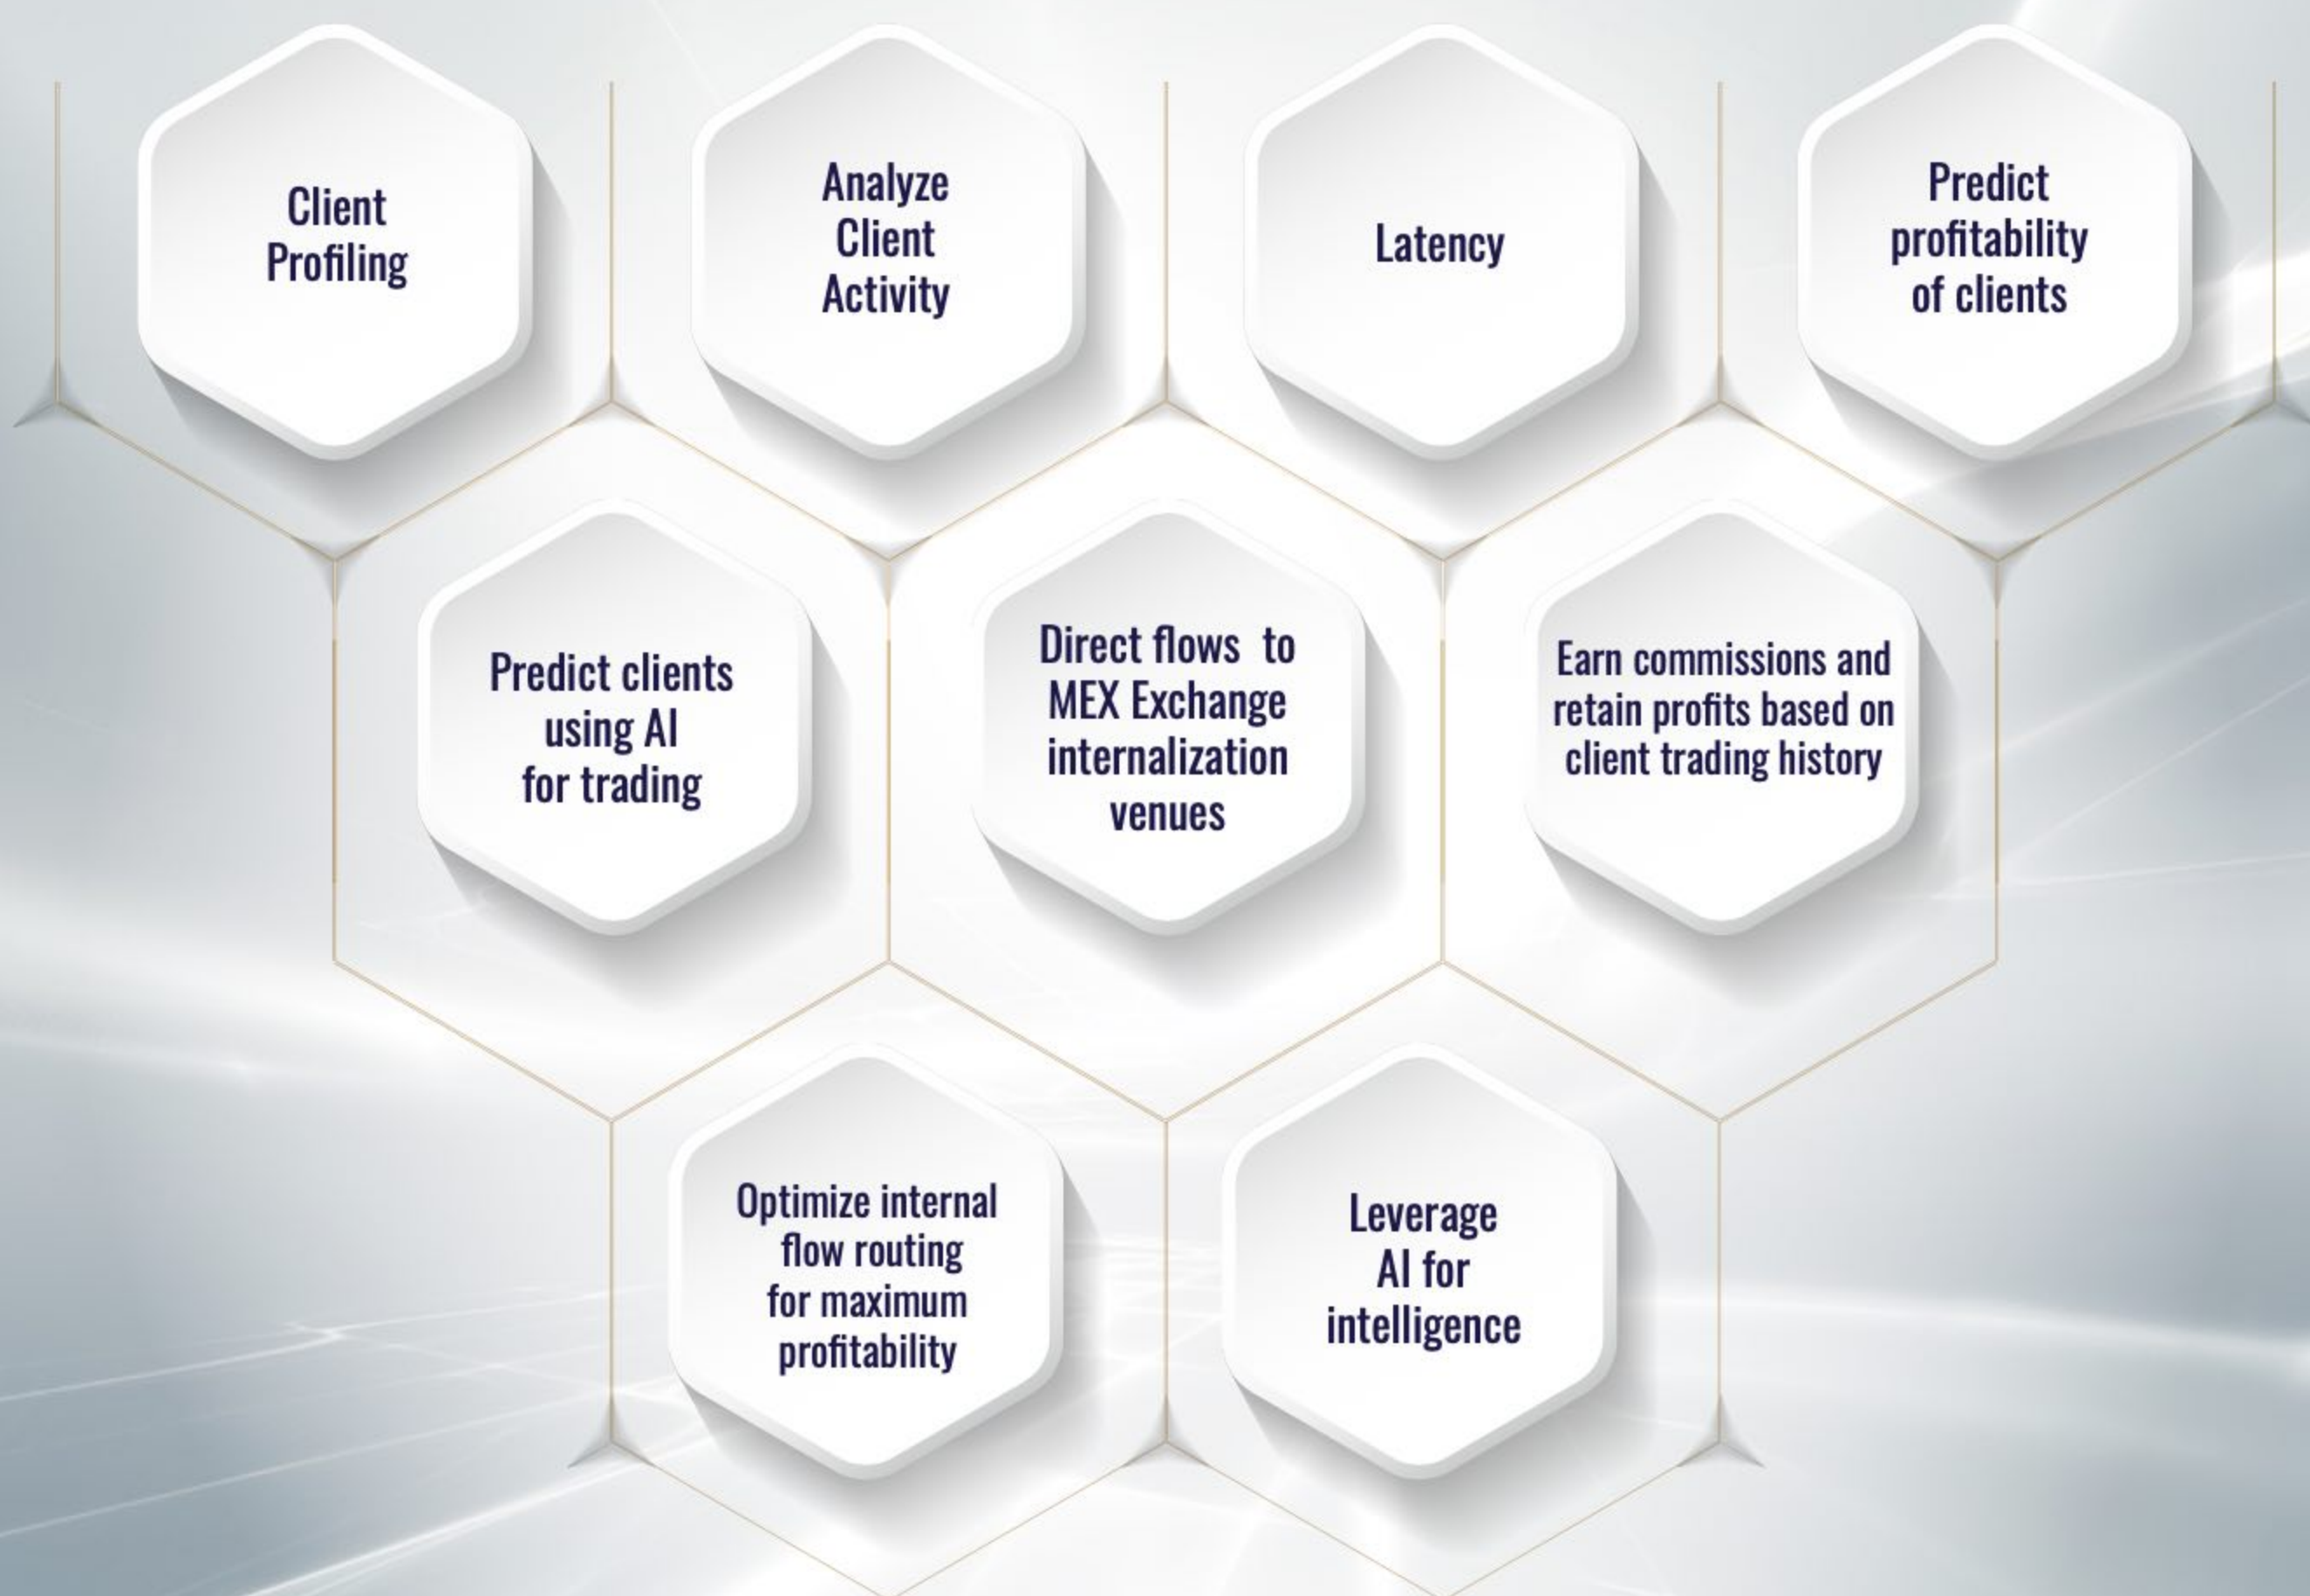 Client
Profiling
Analyze
Client
Activity
Latency
Predict
profitability
of clients
Predict clients
using AI
for trading
Direct flows to
MEX Exchange
internalization
venues
Earn commissions and
retain profits based on
client trading history
Optimize internal
flow routing
for maximum
profitability
Leverage
AI for
intelligence